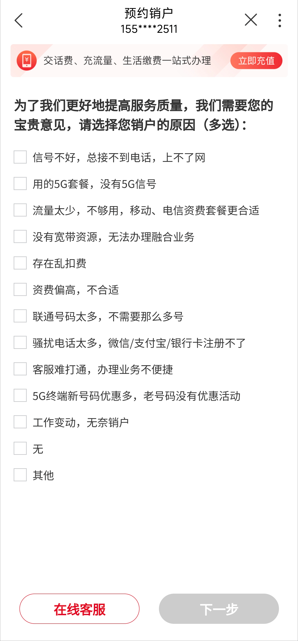 预约销户
155****2511
交话费、充流量、生活缴费一站式办理
立即充值
为了我们更好地提高服务质量，我们需要您的
宝贵意见，请选择您销户的原因（多选）：
信号不好，总接不到电话，上不了网
用的5G套餐，没有5G信号
流量太少，不够用，移动、电信资费套餐更合适
没有宽带资源，无法办理融合业务
存在乱扣费
资费偏高，不合适
联通号码太多，不需要那么多号
骚扰电话太多，微信/支付宝/银行卡注册不了
客服难打通，办理业务不便捷
5G终端新号码优惠多，老号码没有优惠活动
工作变动，无奈销户
无
其他
在线客服
下一步